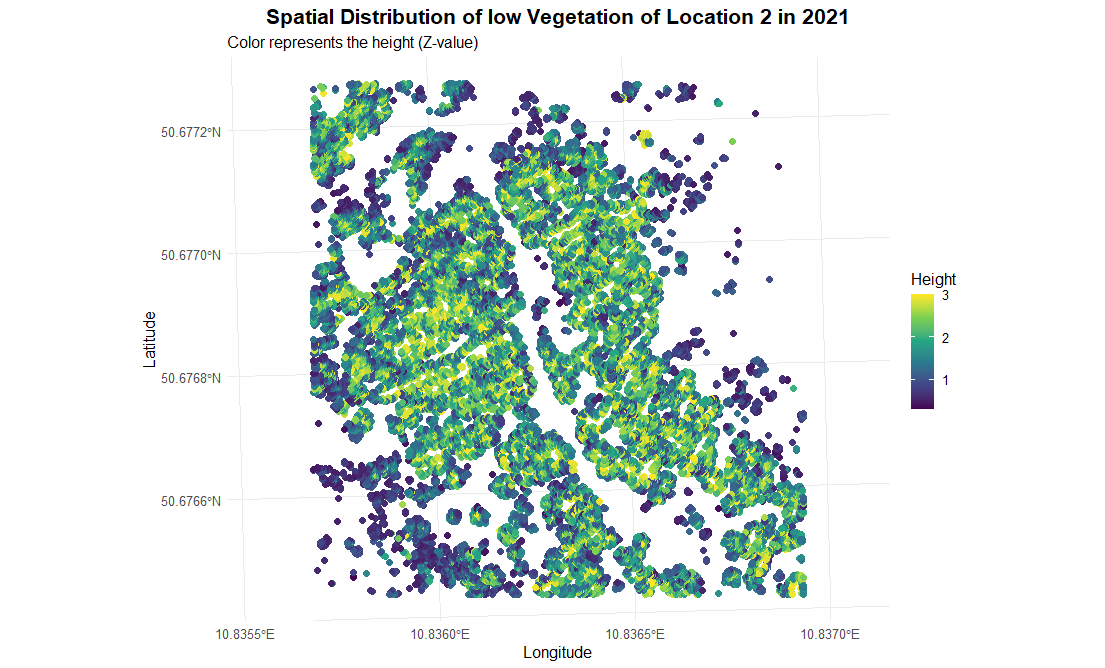 Spatial Distribution of low Vegetation of Location 2 in 2021
Color represents the height (Z-value)
50.6772°N
50.6770°N
50.6768°N
50.6766°N
Latitude
10.8355°E
10.8360°E
10.8365°E
10.8370°E
Longitude
Height
3
2
1